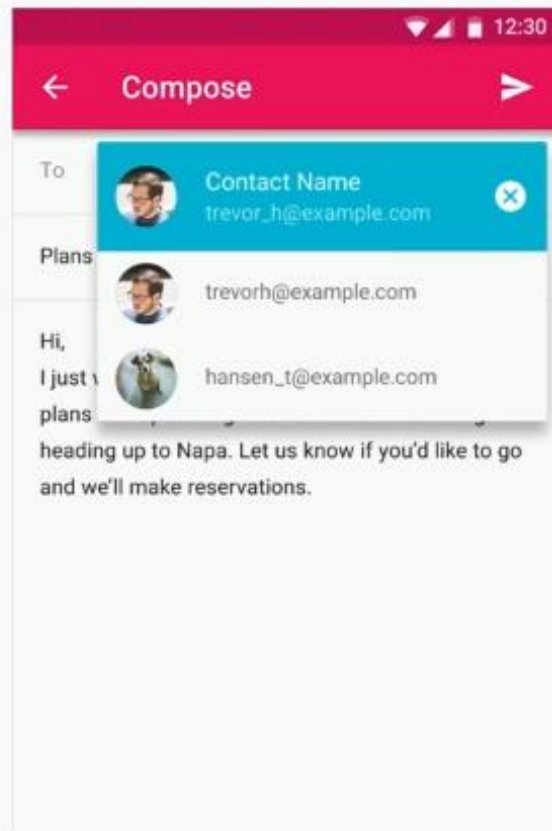 12:30
Compose
To
Contact Name
trevor_h@example.com
Plans
trevorh@example.com
Hi,
I just
hansen_t@example.com
plans
heading up to Napa. Let us know if you'd like to go
and we'll make reservations.